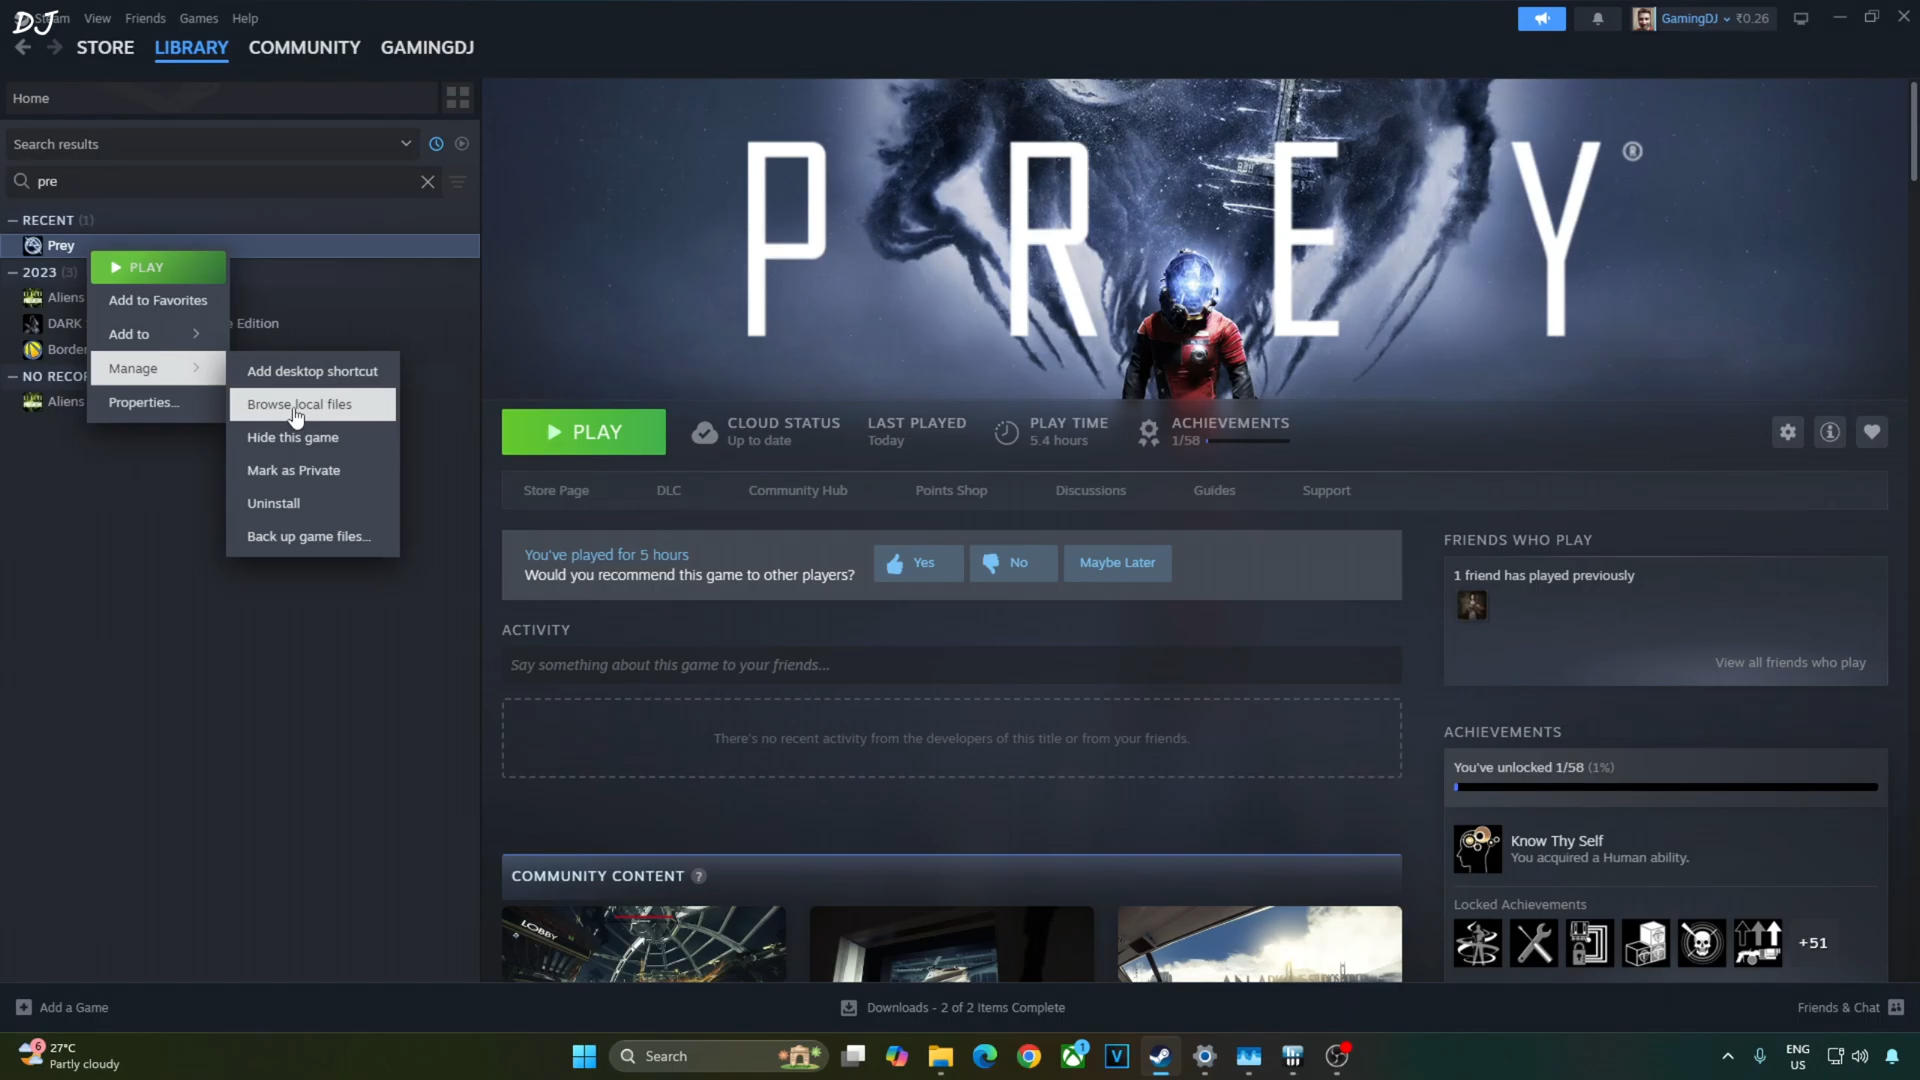 DJ
Steam View Friends Games Help
GamingDJ ₹0.26
STORE LIBRARY COMMUNITY GAMINGDJ
Home
Search results
pre
— RECENT (1)
Prey
PLAY
— 2023 (3)
Aliens
Add to Favorites
DARK
e Edition
Add to
Border
Manage
Add desktop shortcut
— NO RECO
Aliens
Properties...
Browse local files
Hide this game
Mark as Private
Uninstall
Back up game files...
PREY®
PLAY
CLOUD STATUS
Up to date
LAST PLAYED
Today
PLAY TIME
5.4 hours
ACHIEVEMENTS
1/58
Store Page DLC Community Hub Points Shop Discussions Guides Support
You've played for 5 hours
Would you recommend this game to other players?
Yes
No
Maybe Later
ACTIVITY
Say something about this game to your friends...
There's no recent activity from the developers of this title or from your friends.
COMMUNITY CONTENT ?
LOBBY
FRIENDS WHO PLAY
1 friend has played previously
View all friends who play
ACHIEVEMENTS
You've unlocked 1/58 (1%)
Know Thy Self
You acquired a Human ability.
Locked Achievements
+51
Add a Game
Downloads - 2 of 2 Items Complete
Friends & Chat
6
27°C
Partly cloudy
Search
1
V
ENG
US